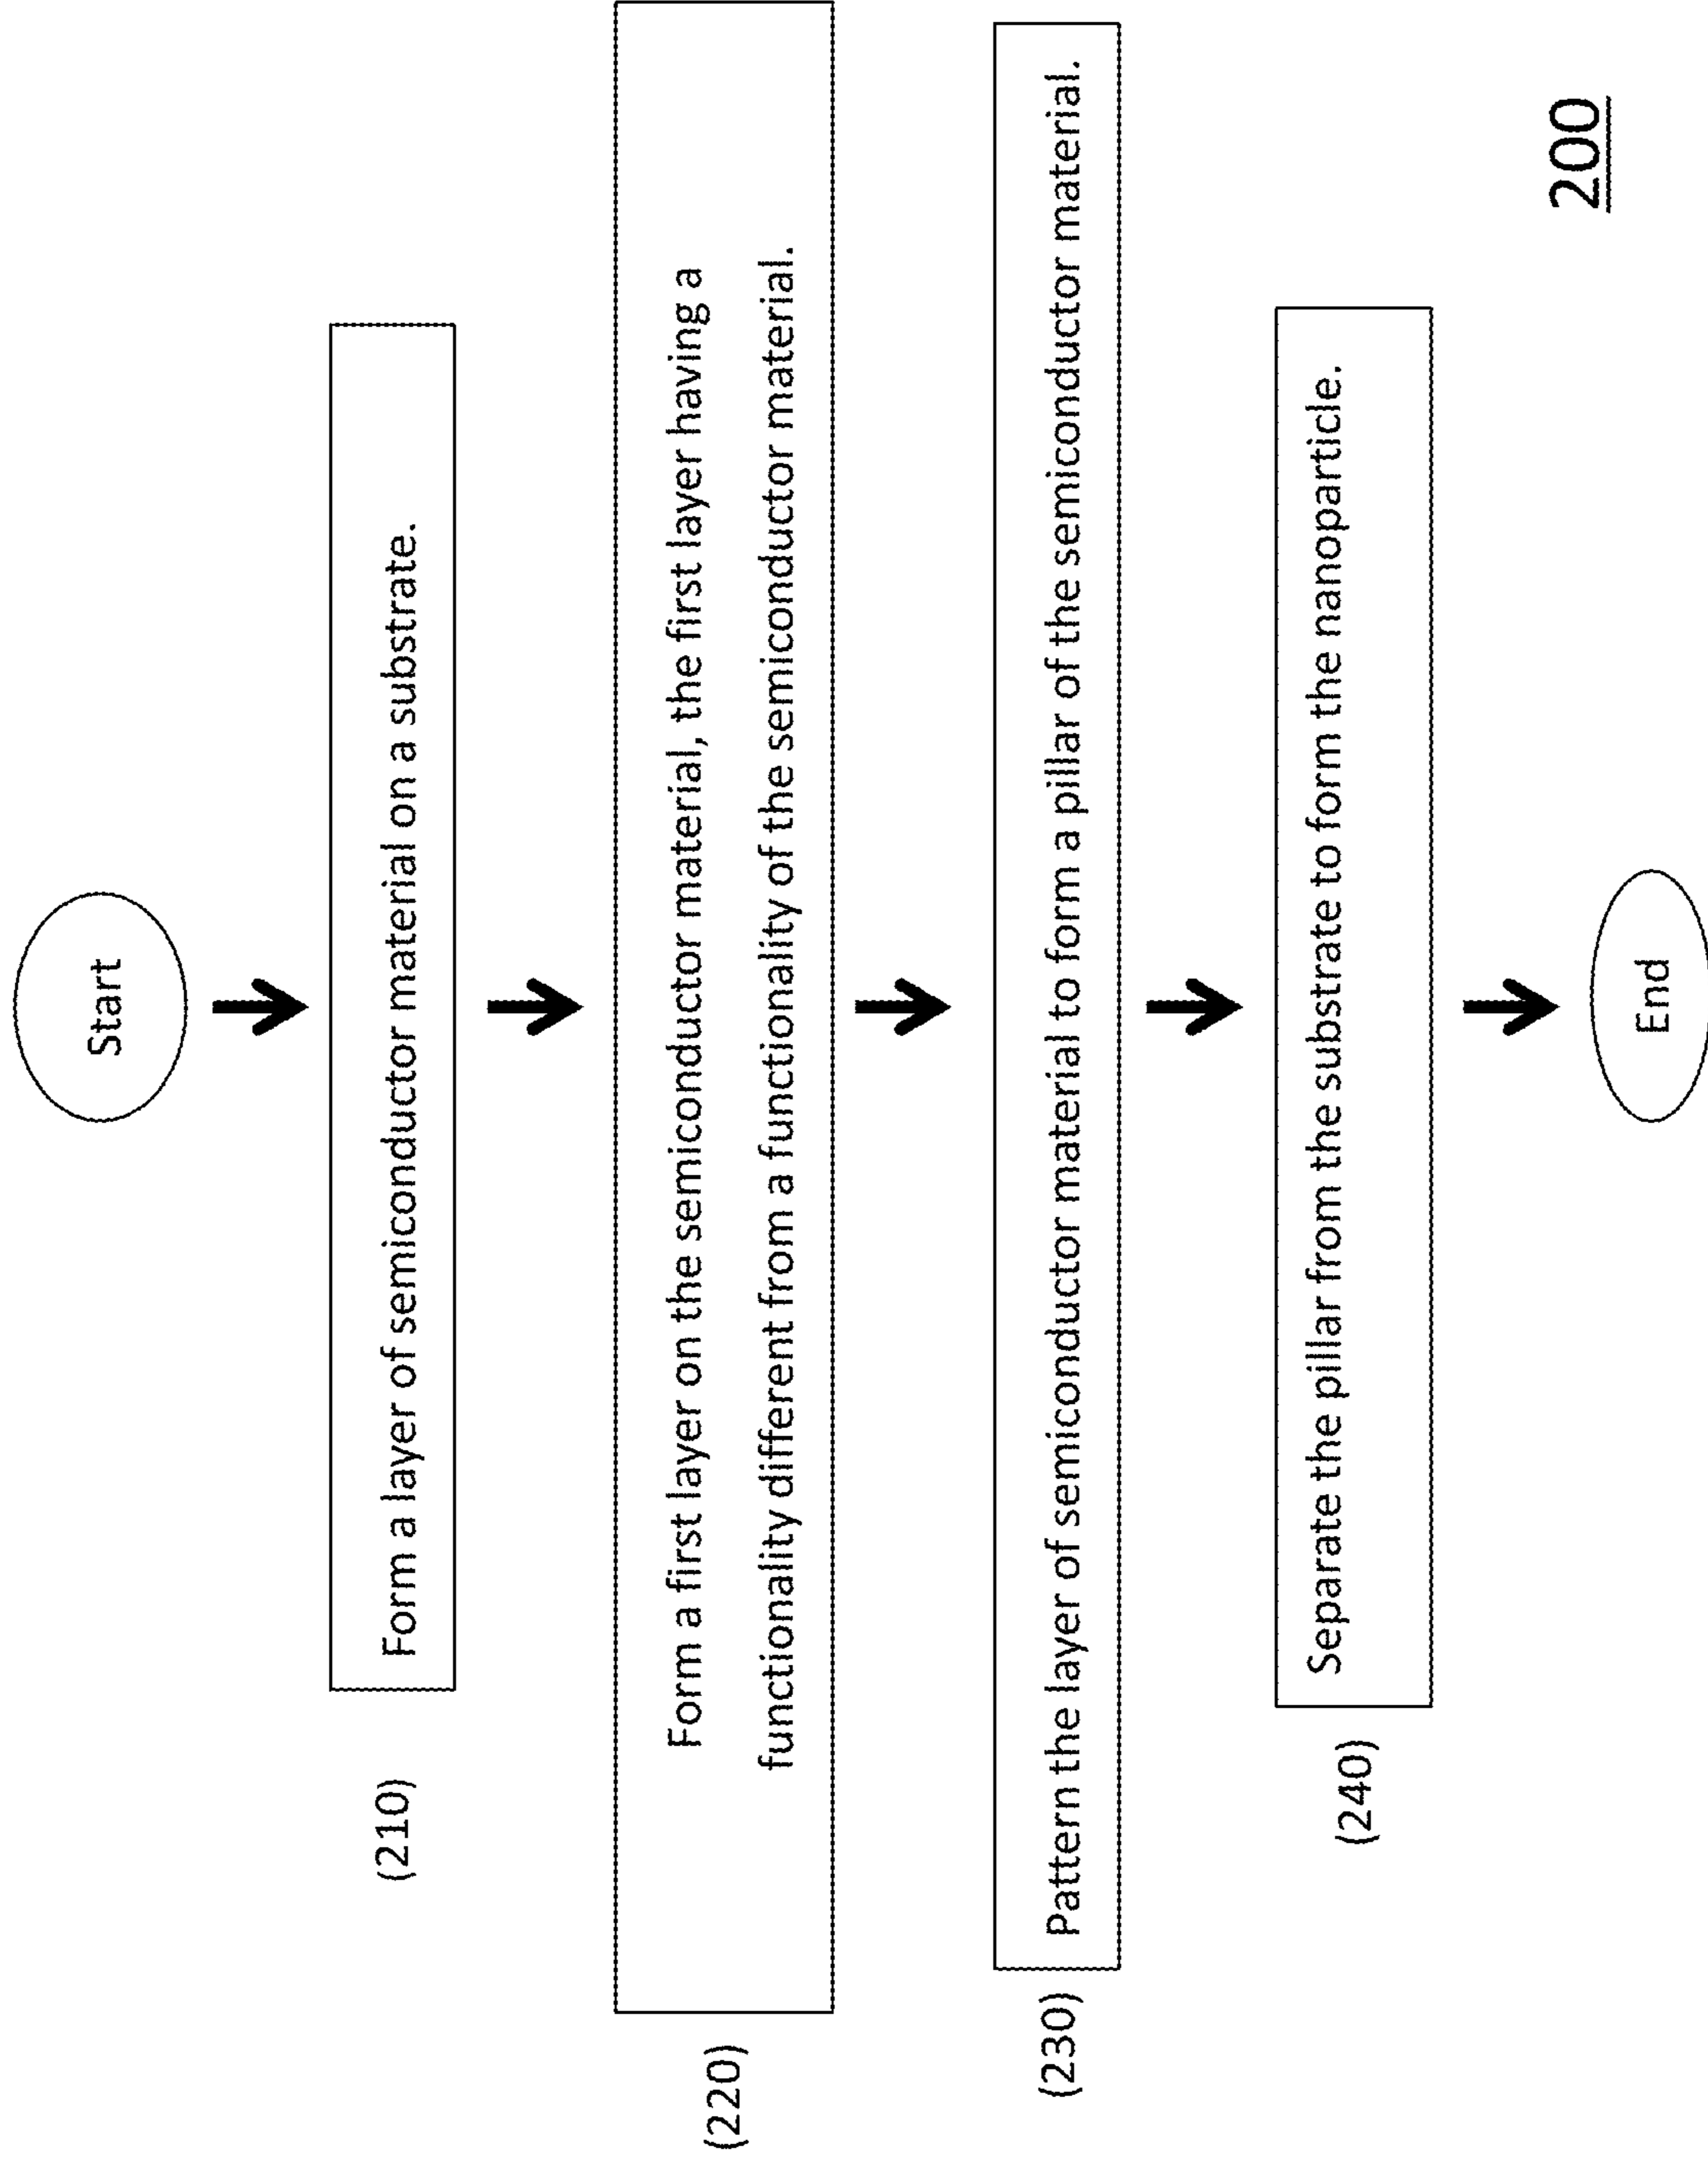 Start
(210)
Form a layer of semiconductor material on a substrate.
(220)
Form a first layer on the semiconductor material, the first layer having a
functionality different from a functionality of the semiconductor material.
(230)
Pattern the layer of semiconductor material to form a pillar of the semiconductor material.
(240)
Separate the pillar from the substrate to form the nanoparticle.
End
200